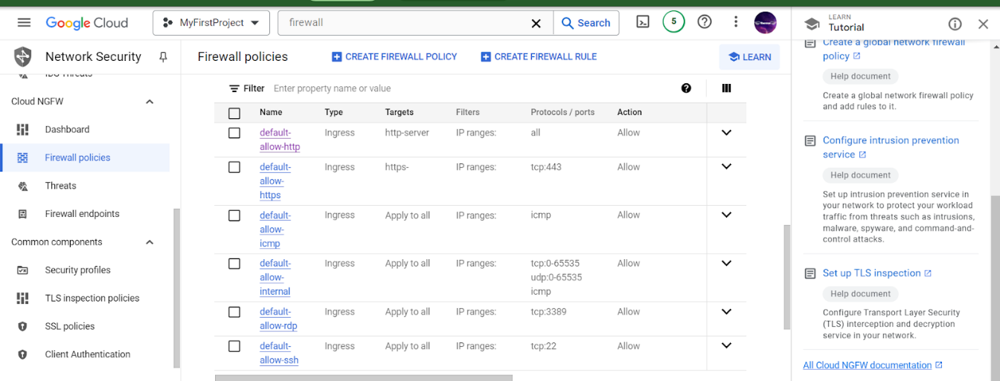 Google Cloud
MyFirstProject
firewall
Search
5
LEARN
Tutorial
Network Security
Firewall policies
CREATE FIREWALL POLICY
CREATE FIREWALL RULE
LEARN
IDS Threats
Cloud NGFW
Dashboard
Firewall policies
Threats
Firewall endpoints
Common components
Security profiles
TLS inspection policies
SSL policies
Client Authentication
Filter Enter property name or value
Name Type Targets Filters Protocols / ports Action
default- Ingress http-server IP ranges: all Allow
allow-http
default- Ingress https- IP ranges: tcp:443 Allow
allow-
https
default- Ingress Apply to all IP ranges: icmp Allow
allow-
icmp
default- Ingress Apply to all IP ranges: tcp:0-65535 Allow
allow- udp:0-65535
internal icmp
default- Ingress Apply to all IP ranges: tcp:3389 Allow
allow-rdp
default- Ingress Apply to all IP ranges: tcp:22 Allow
allow-ssh
Create a global network firewall
policy
Help document
Create a global network firewall policy
and add rules to it.
Configure intrusion prevention
service
Help document
Set up intrusion prevention service in
your network to protect your workload
traffic from threats such as intrusions,
malware, spyware, and command-and-
control attacks.
Set up TLS inspection
Help document
Configure Transport Layer Security
(TLS) interception and decryption
service in your network.
All Cloud NGFW documentation